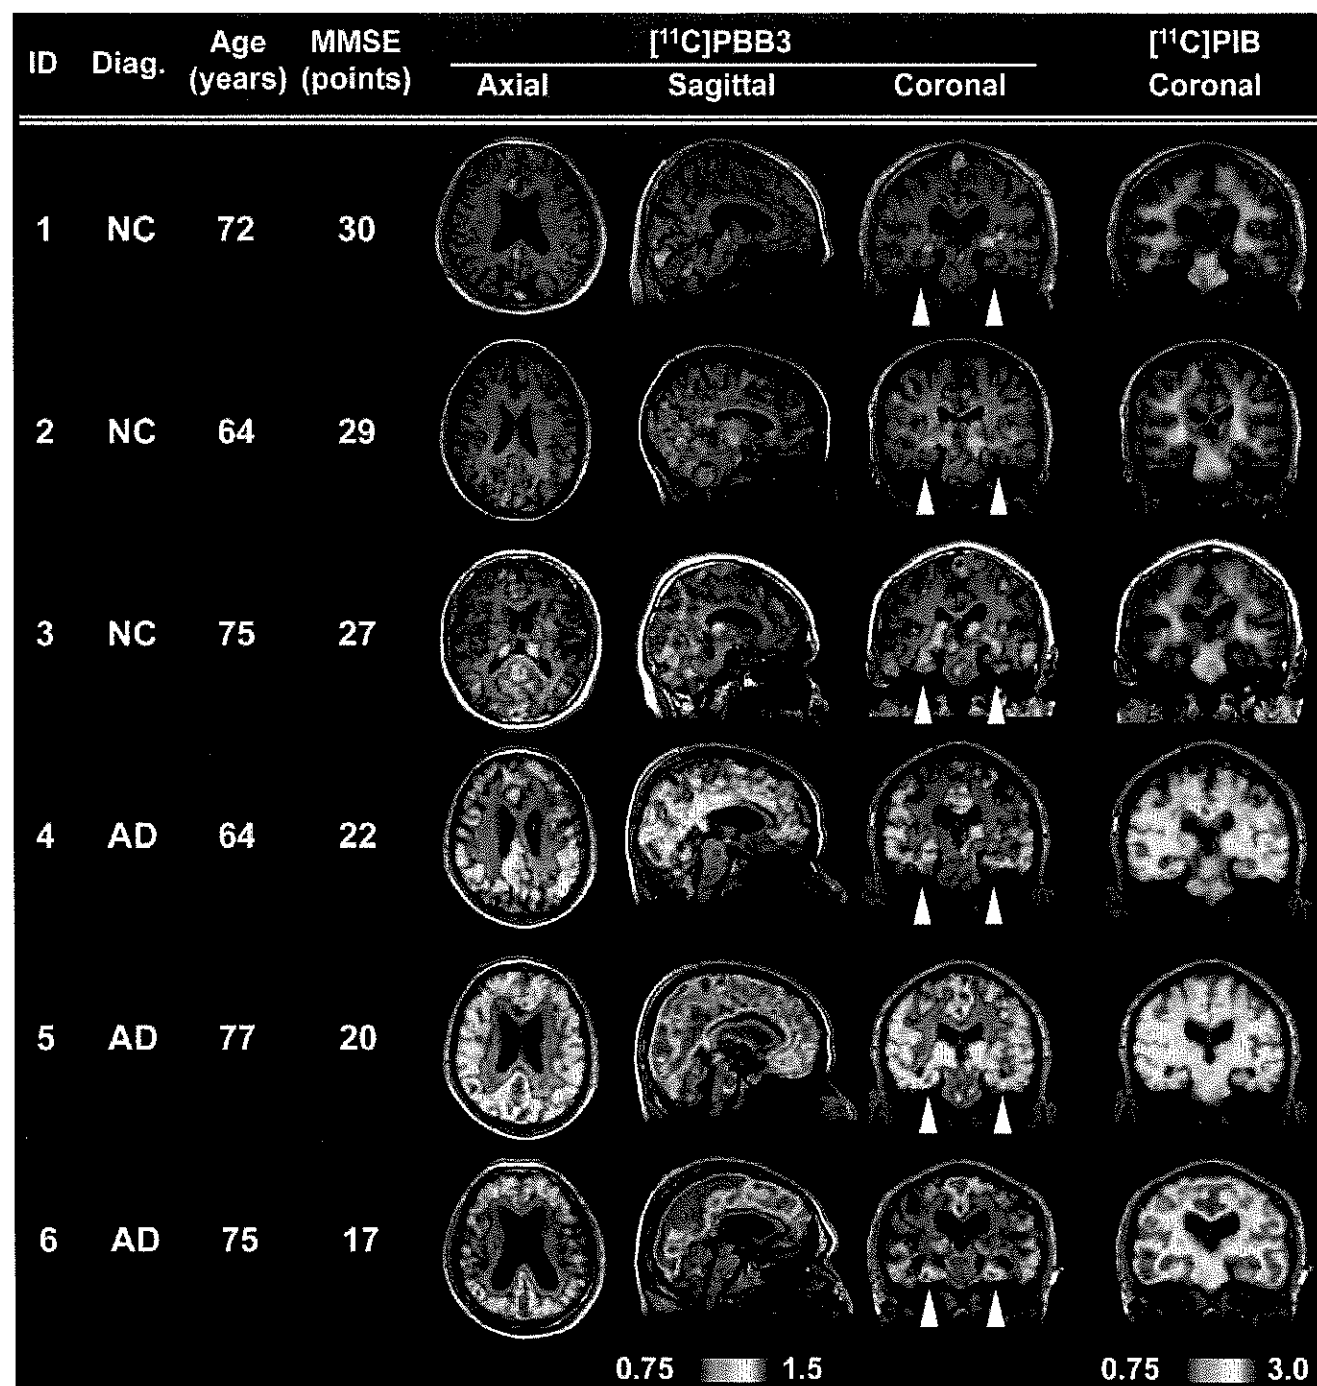 ID Diag. Age (years) MMSE (points) [¹¹C]PBB3 [¹¹C]PIB
Axial Sagittal Coronal Coronal
1 NC 72 30
2 NC 64 29
3 NC 75 27
4 AD 64 22
5 AD 77 20
6 AD 75 17
0.75 1.5 0.75 3.0